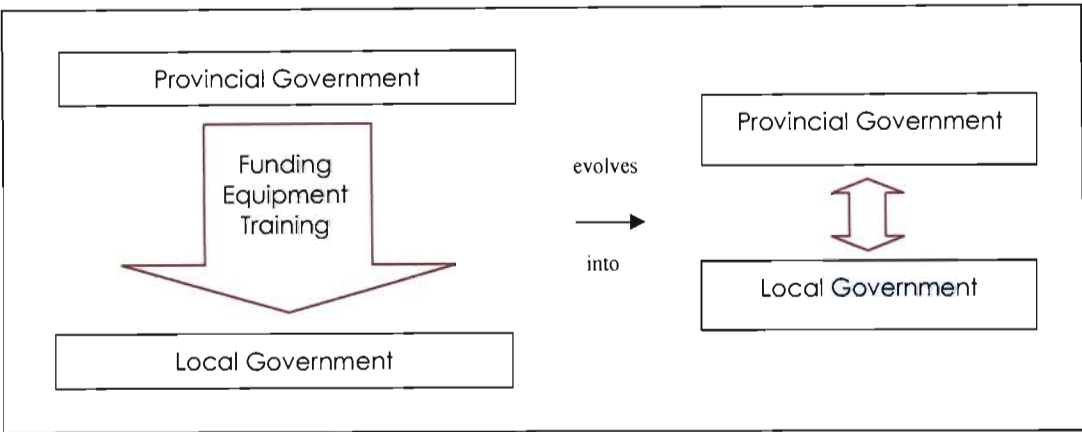 Provincial Government
Funding
Equipment
Training
Local Government
evolves
into
Provincial Government
Local Government